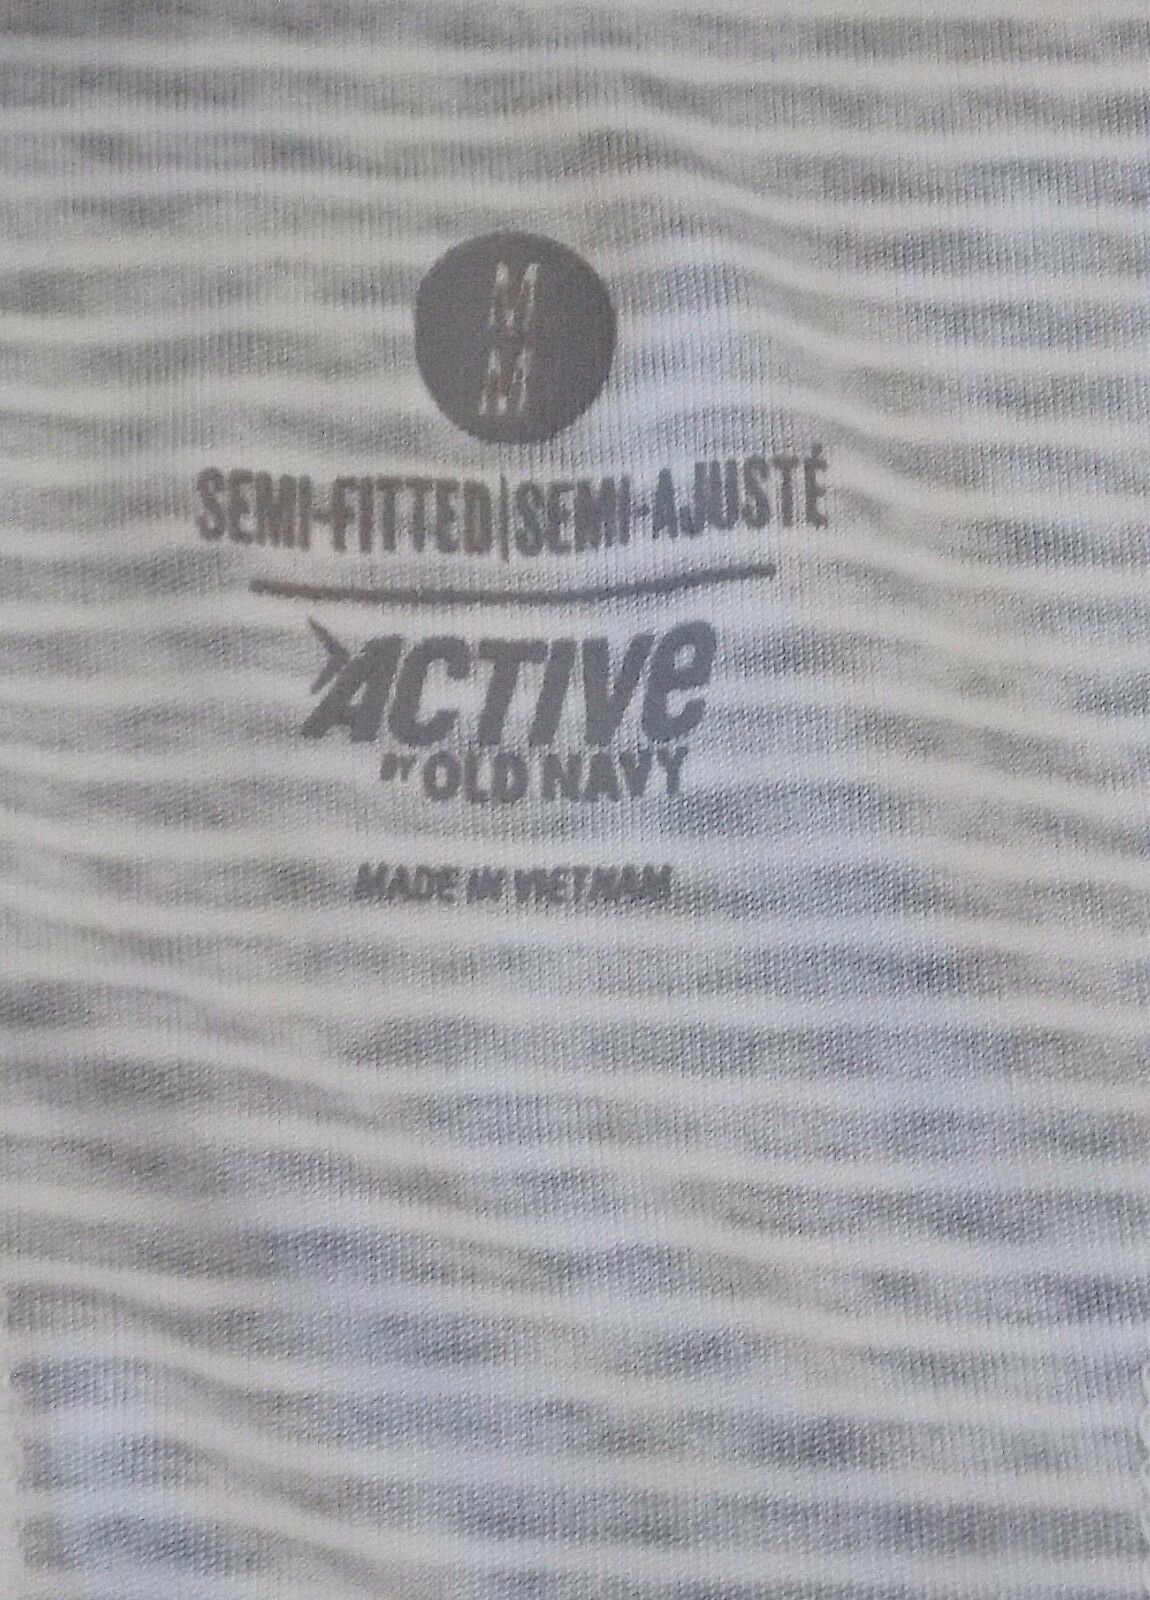 M
M
SEMI-FITTED|SEMI-AJUSTÉ
ACTIVe
BY OLD NAVY
MADE IN VIETNAM